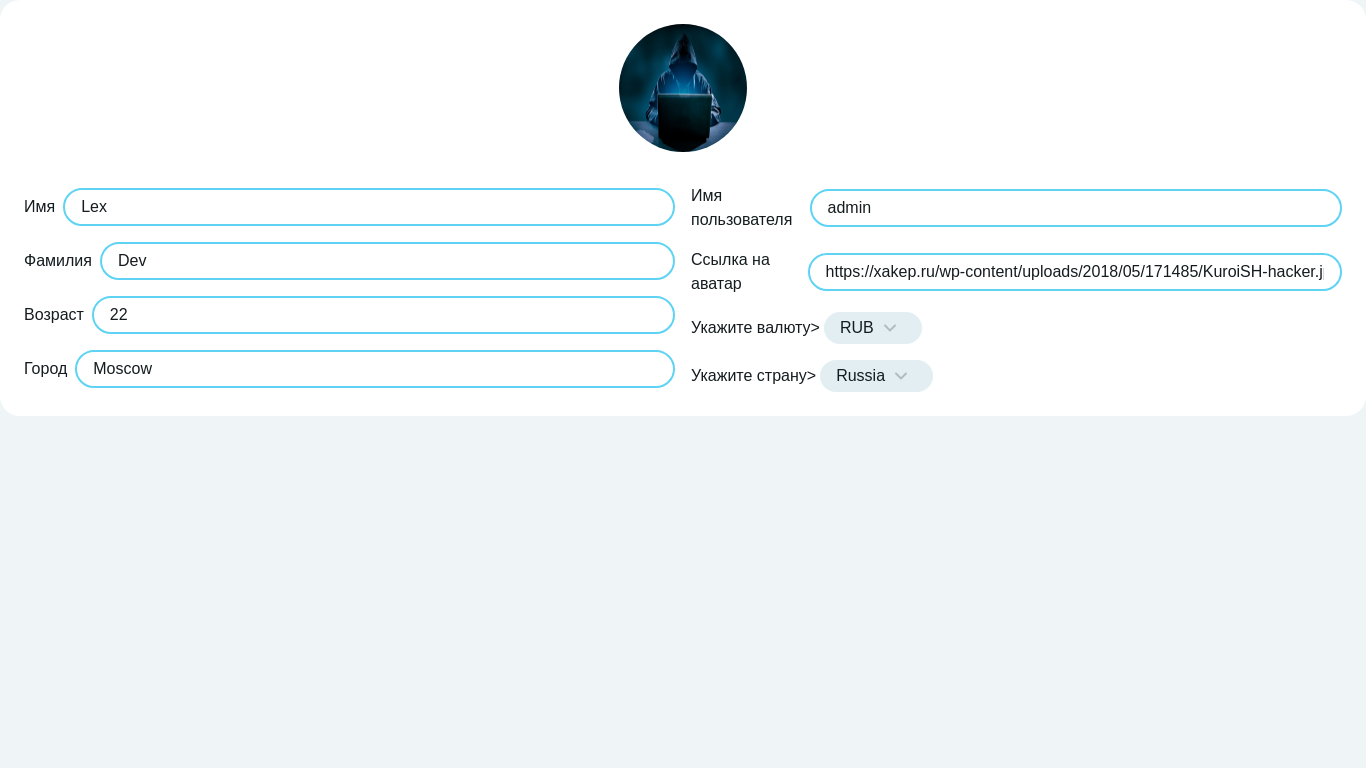 Имя
Lex
Фамилия
Dev
Возраст
22
Город
Moscow
Имя
пользователя
admin
Ссылка на
аватар
https://xakep.ru/wp-content/uploads/2018/05/171485/KuroiSH-hacker.j
Укажите валюту>
RUB
Укажите страну>
Russia